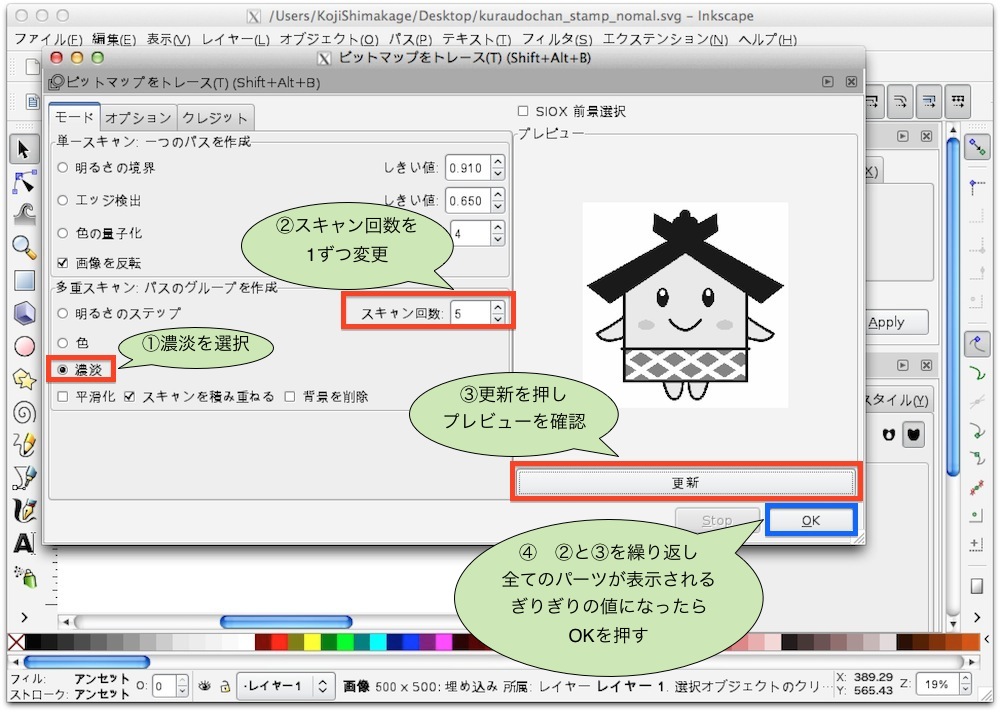 /Users/KojiShimakage/Desktop/kuraudochan_stamp_nomal.svg - Inkscape
ファイル(F) 編集(E) 表示(V) レイヤー(L) オブジェクト(O) パス(P) テキスト(T) フィルタ(S) エクステンション(N) ヘルプ(H)
ビットマップをトレース(T) (Shift+Alt+B)
ビットマップをトレース(T) (Shift+Alt+B)
モード オプション クレジット
SIOX 前景選択
プレビュー
単一スキャン: 一つのパスを作成
明るさの境界 しきい値: 0.910
エッジ検出 しきい値: 0.650
色の量子化 4
画像を反転
②スキャン回数を
1ずつ変更
多重スキャン: パスのグループを作成
明るさのステップ スキャン回数: 5
色
①濃淡を選択
濃淡
平滑化 スキャンを積み重ねる 背景を削除
③更新を押し
プレビューを確認
更新
Stop OK
④ ②と③を繰り返し
全てのパーツが表示される
ぎりぎりの値になったら
OKを押す
X)
Apply
スタイル(Y)
フィル: アンセット
ストローク: アンセット
O: 0
・レイヤー1
画像 500 x 500: 埋め込み 所属: レイヤー レイヤー 1. 選択オブジェクトのクリ…
X: 389.29
Y: 565.43
Z: 19%